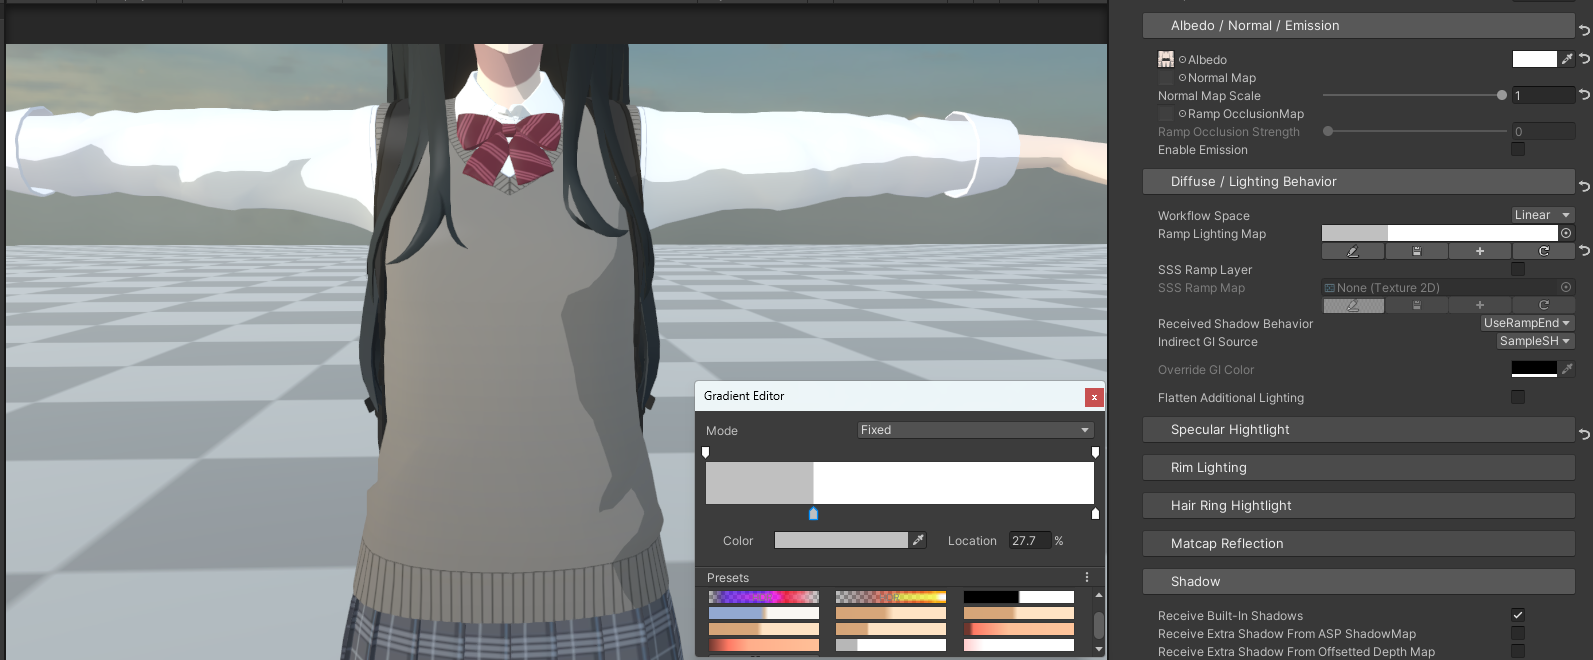 Albedo / Normal / Emission
Albedo
Normal Map
Normal Map Scale 1
Ramp OcclusionMap
Ramp Occlusion Strength 0
Enable Emission
Diffuse / Lighting Behavior
Workflow Space Linear
Ramp Lighting Map
SSS Ramp Layer
SSS Ramp Map None (Texture 2D)
Received Shadow Behavior UseRampEnd
Indirect GI Source SampleSH
Override GI Color
Flatten Additional Lighting
Specular Hightlight
Rim Lighting
Hair Ring Hightlight
Matcap Reflection
Shadow
Receive Built-In Shadows
Receive Extra Shadow From ASP ShadowMap
Receive Extra Shadow From Offsetted Depth Map
Gradient Editor x
Mode Fixed
Color Location 27.7 %
Presets